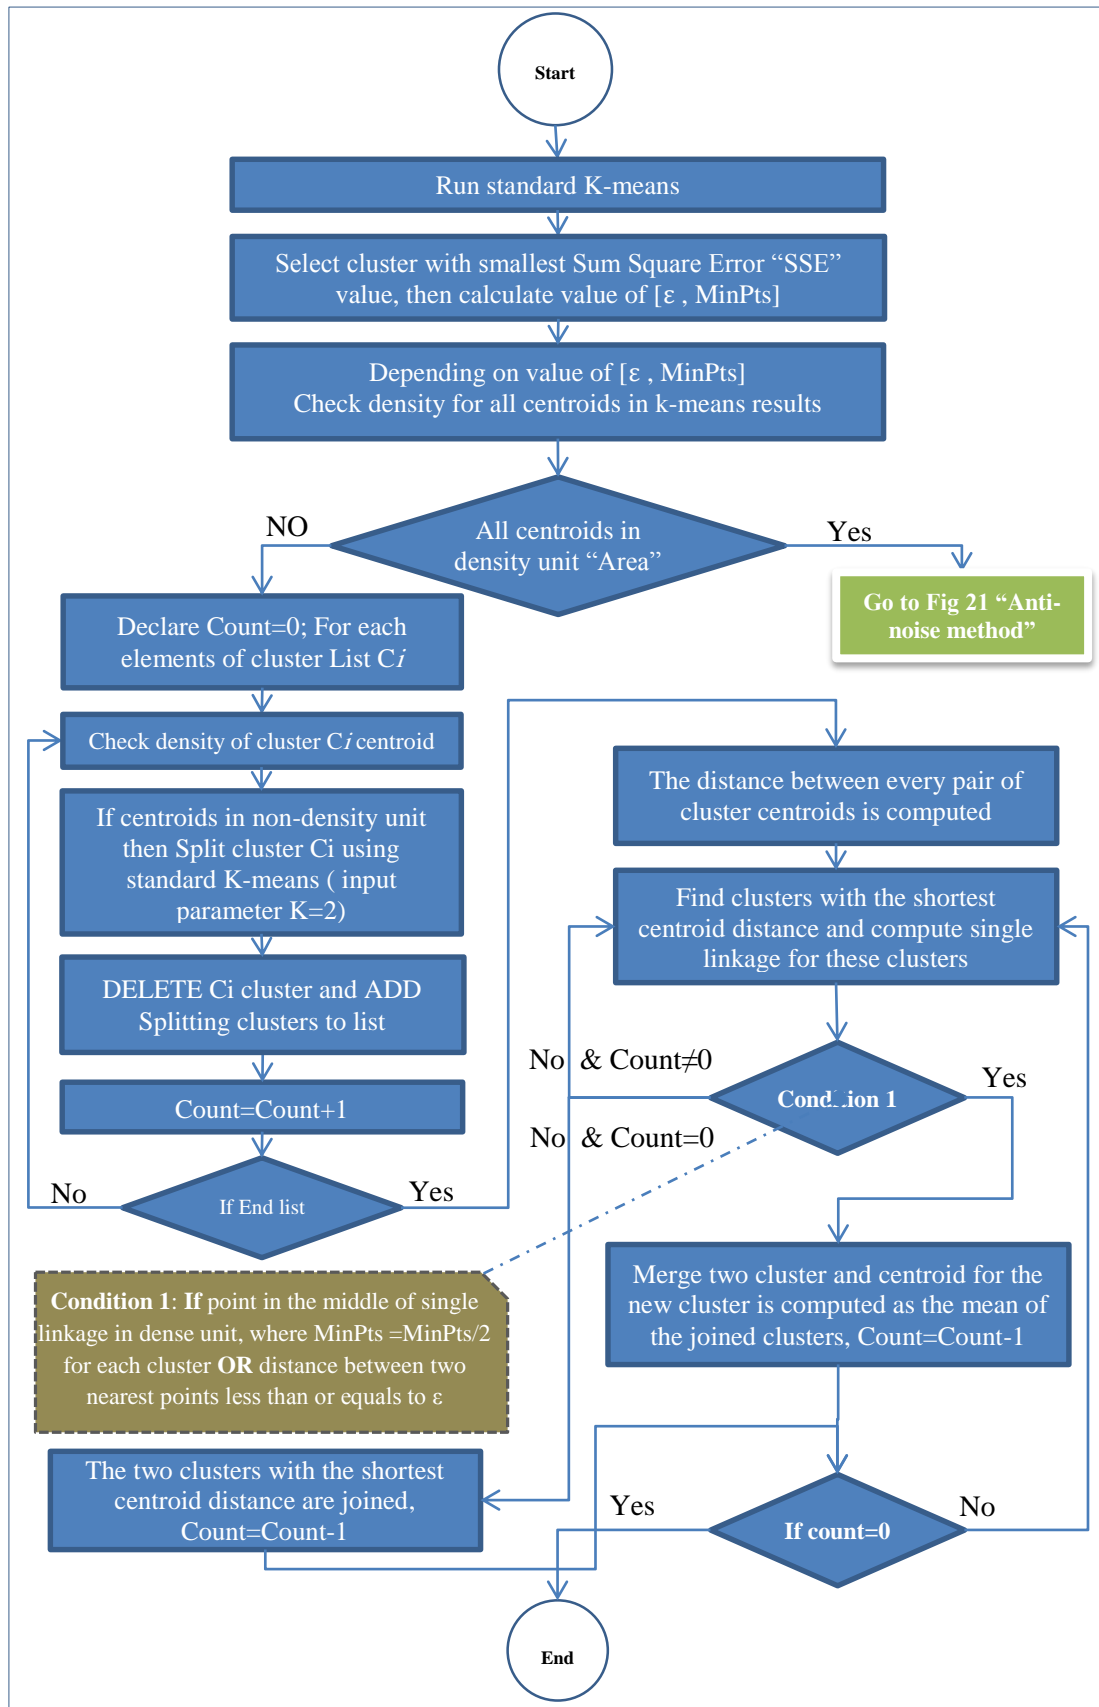 Start
Run standard K-means
Select cluster with smallest Sum Square Error “SSE”
value, then calculate value of [ε , MinPts]
Depending on value of [ε , MinPts]
Check density for all centroids in k-means results
All centroids in
density unit “Area”
NO
Yes
Go to Fig 21 “Anti-
noise method”
Declare Count=0; For each
elements of cluster List Ci
Check density of cluster Ci centroid
If centroids in non-density unit
then Split cluster Ci using
standard K-means ( input
parameter K=2)
DELETE Ci cluster and ADD
Splitting clusters to list
Count=Count+1
If End list
No
Yes
The distance between every pair of
cluster centroids is computed
Find clusters with the shortest
centroid distance and compute single
linkage for these clusters
No & Count≠0
No & Count=0
Condition 1
Yes
Merge two cluster and centroid for the
new cluster is computed as the mean of
the joined clusters, Count=Count-1
Condition 1: If point in the middle of single
linkage in dense unit, where MinPts =MinPts/2
for each cluster OR distance between two
nearest points less than or equals to ε
The two clusters with the shortest
centroid distance are joined,
Count=Count-1
Yes
If count=0
No
End